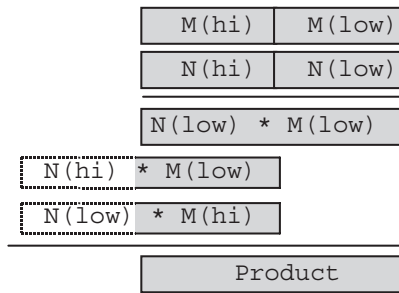 M(hi) M(low)
N(hi) N(low)
N(low) * M(low)
N(hi) * M(low)
N(low) * M(hi)
Product